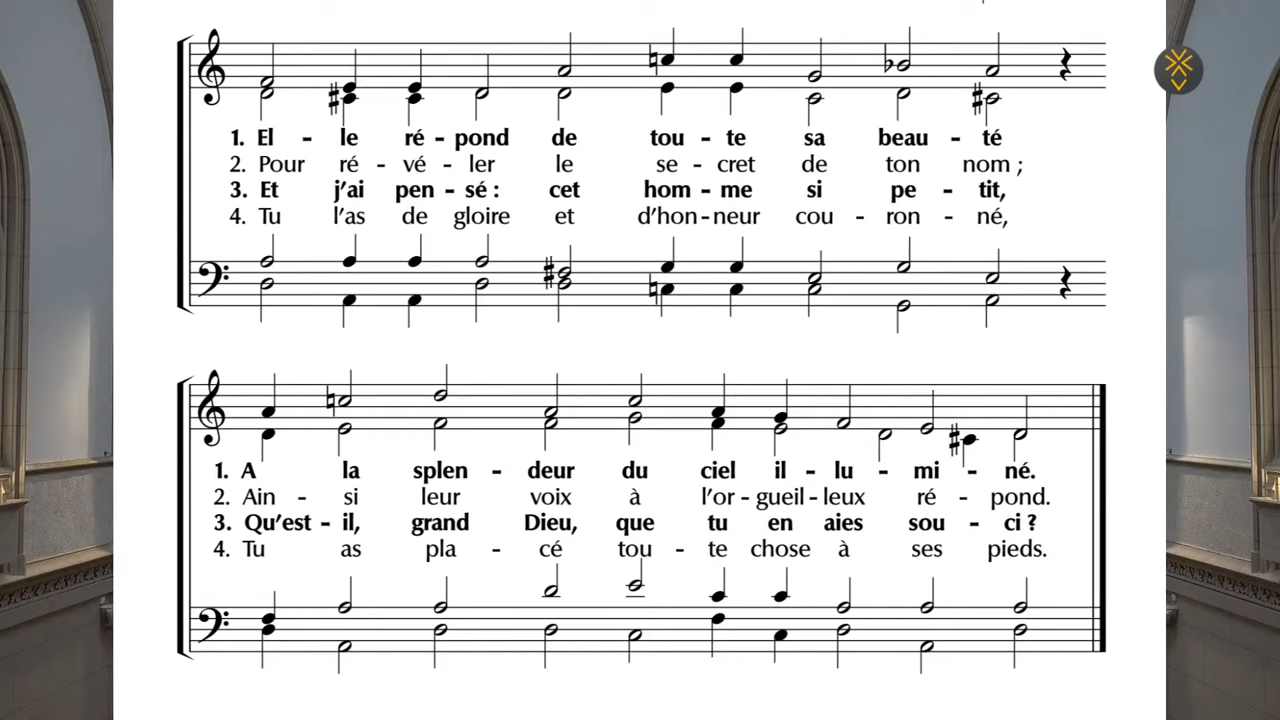 1. El - le ré - pond de tou - te sa beau - té
2. Pour ré - vé - ler le se - cret de ton nom ;
3. Et j'ai pen - sé : cet hom - me si pe - tit,
4. Tu l'as de gloire et d'hon - neur cou - ron - né,
1. A la splen - deur du ciel il - lu - mi - né.
2. Ain - si leur voix à l'or - gueil - leux ré - pond.
3. Qu'est - il, grand Dieu, que tu en aies sou - ci ?
4. Tu as pla - cé tou - te chose à ses pieds.